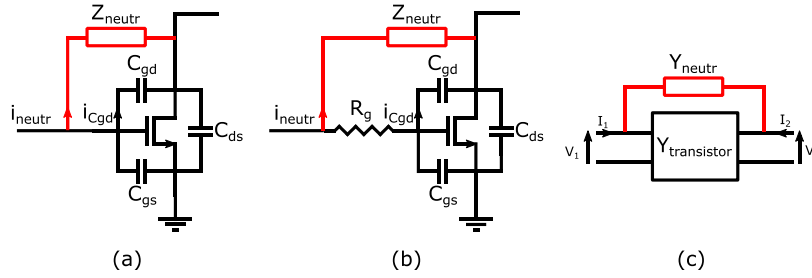 Z_neutr
C_gd
i_neutr
i_Cgd
C_ds
C_gs
(a)
Z_neutr
C_gd
i_neutr
R_g
i_Cgd
C_ds
C_gs
(b)
Y_neutr
I_1
I_2
V_1
Y_transistor
V
(c)